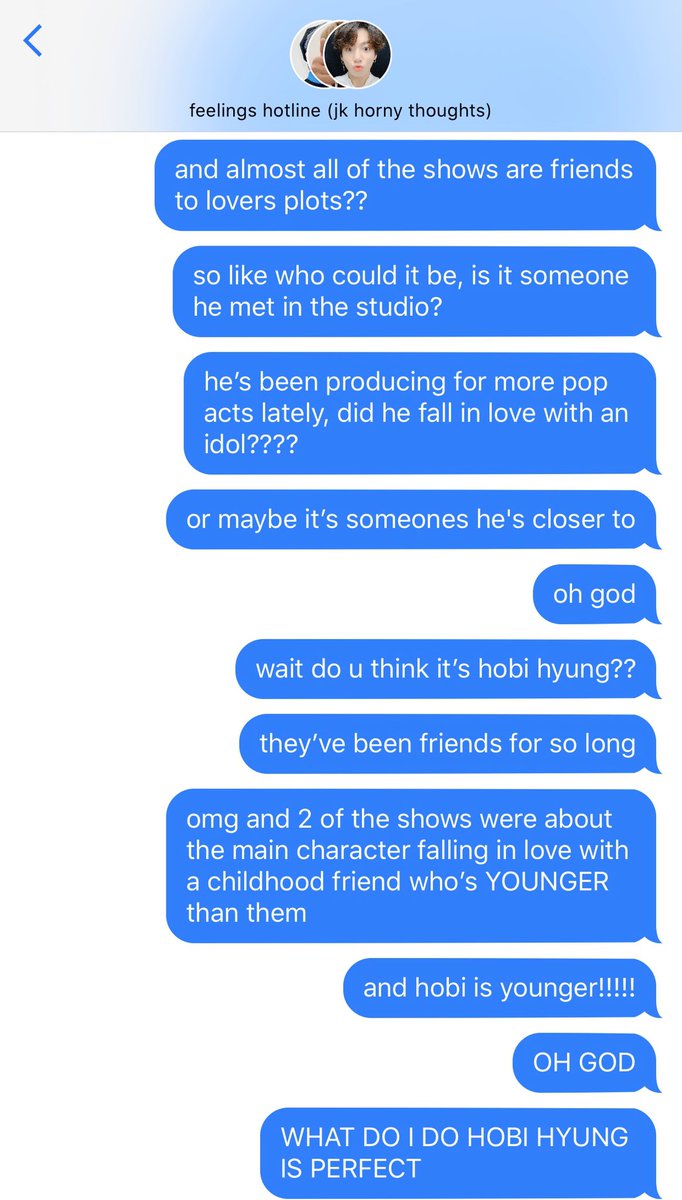 feelings hotline (jk horny thoughts)
and almost all of the shows are friends
to lovers plots??
so like who could it be, is it someone
he met in the studio?
he’s been producing for more pop
acts lately, did he fall in love with an
idol????
or maybe it’s someones he's closer to
oh god
wait do u think it’s hobi hyung??
they’ve been friends for so long
omg and 2 of the shows were about
the main character falling in love with
a childhood friend who’s YOUNGER
than them
and hobi is younger!!!!!
OH GOD
WHAT DO I DO HOBI HYUNG
IS PERFECT